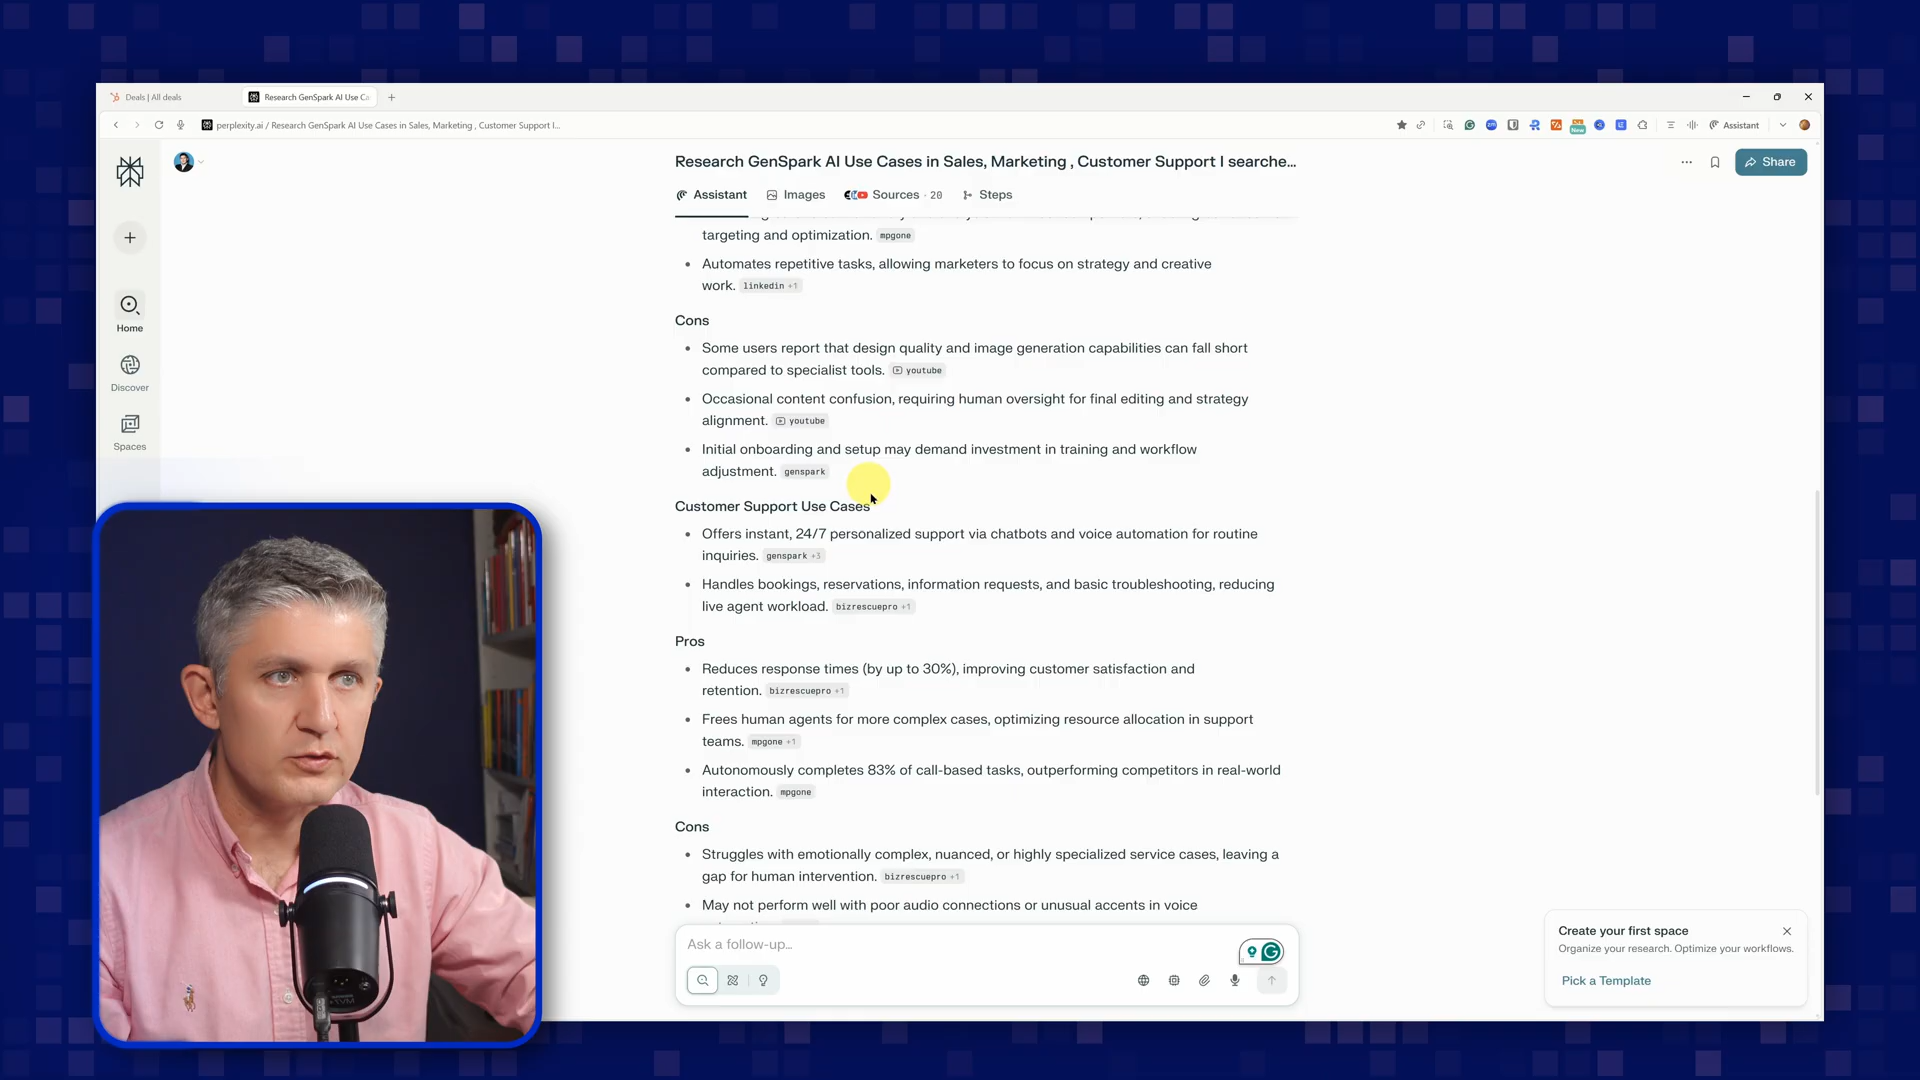 Deals | All deals
Research GenSpark AI Use Ca
perplexity.ai / Research GenSpark AI Use Cases in Sales, Marketing , Customer Support I...
New
Assistant
Research GenSpark AI Use Cases in Sales, Marketing , Customer Support I searche...
Share
Assistant
Images
Sources · 20
Steps
Home
Discover
Spaces
targeting and optimization. mpgone
Automates repetitive tasks, allowing marketers to focus on strategy and creative
work. linkedin +1
Cons
Some users report that design quality and image generation capabilities can fall short
compared to specialist tools. youtube
Occasional content confusion, requiring human oversight for final editing and strategy
alignment. youtube
Initial onboarding and setup may demand investment in training and workflow
adjustment. genspark
Customer Support Use Cases
Offers instant, 24/7 personalized support via chatbots and voice automation for routine
inquiries. genspark +3
Handles bookings, reservations, information requests, and basic troubleshooting, reducing
live agent workload. bizrescuepro +1
Pros
Reduces response times (by up to 30%), improving customer satisfaction and
retention. bizrescuepro +1
Frees human agents for more complex cases, optimizing resource allocation in support
teams. mpgone +1
Autonomously completes 83% of call-based tasks, outperforming competitors in real-world
interaction. mpgone
Cons
Struggles with emotionally complex, nuanced, or highly specialized service cases, leaving a
gap for human intervention. bizrescuepro +1
May not perform well with poor audio connections or unusual accents in voice
Ask a follow-up...
Create your first space
Organize your research. Optimize your workflows.
Pick a Template